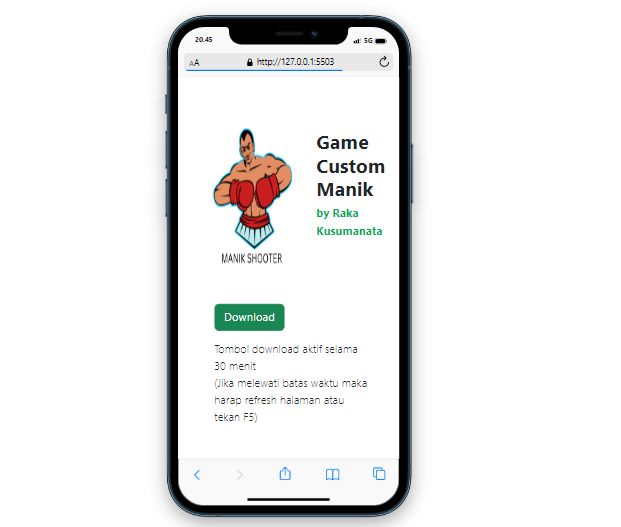 20.45
5G
AA
http://127.0.0.1:5503
Game
Custom
Manik
by Raka
Kusumanata
MANIK SHOOTER
Download
Tombol download aktif selama
30 menit
(Jika melewati batas waktu maka
harap refresh halaman atau
tekan F5)